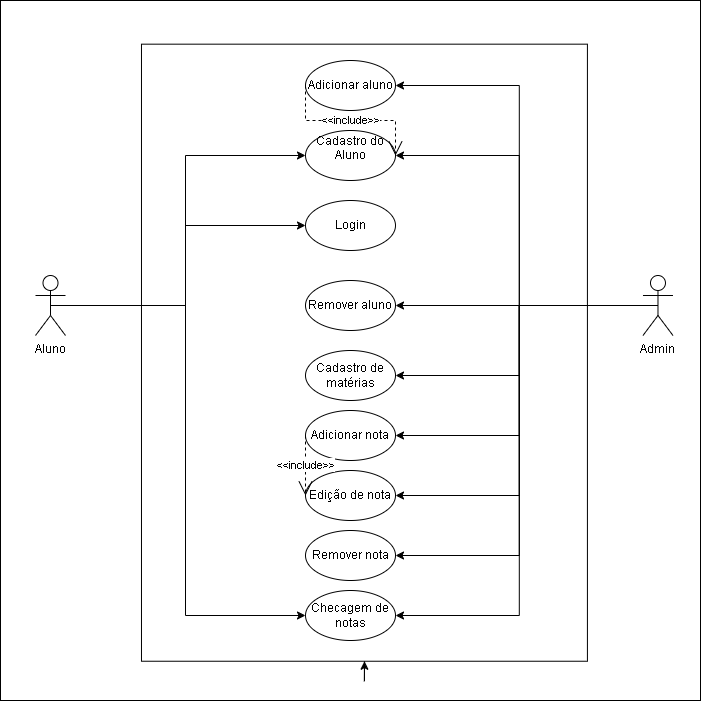 Adicionar aluno
<<include>>
Cadastro do
Aluno
Login
Remover aluno
Aluno
Admin
Cadastro de
matérias
Adicionar nota
<<include>>
Edição de nota
Remover nota
Checagem de
notas